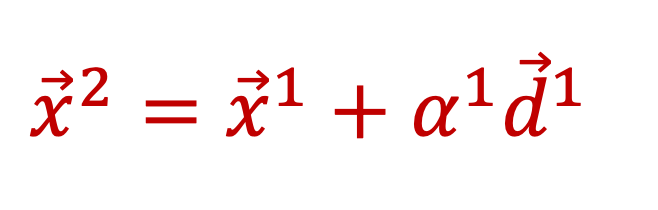 x⃗² = x⃗¹ + α¹d⃗¹